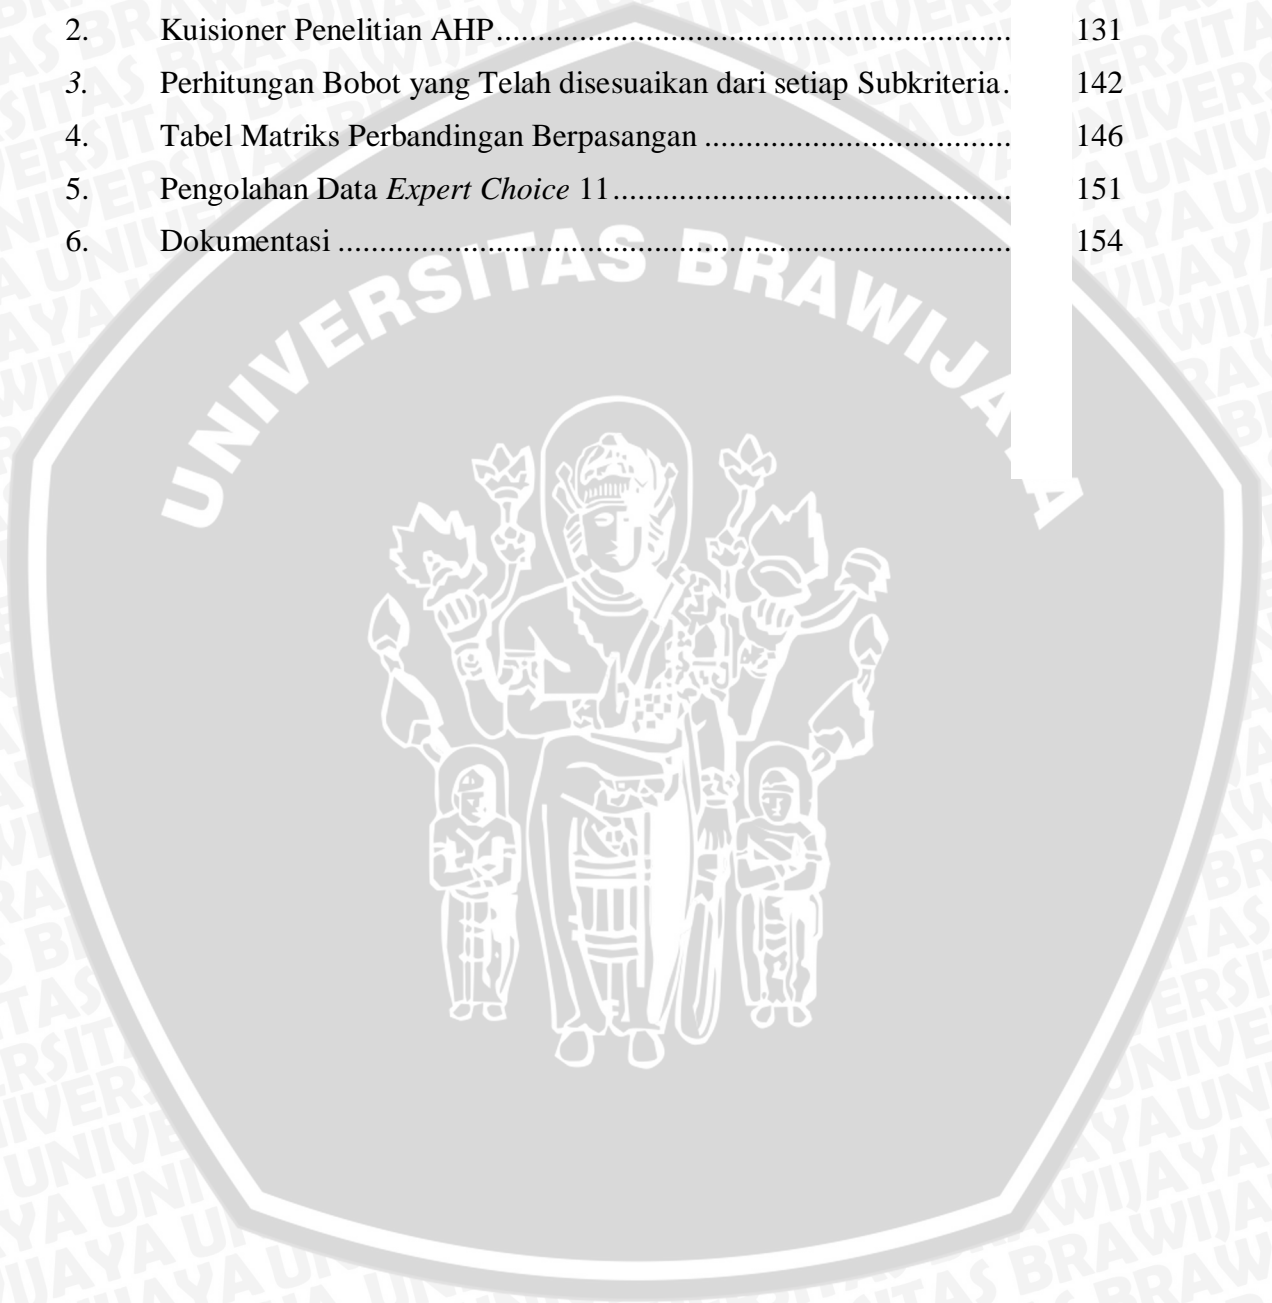 2. Kuisioner Penelitian AHP........................................................... 131
3. Perhitungan Bobot yang Telah disesuaikan dari setiap Subkriteria. 142
4. Tabel Matriks Perbandingan Berpasangan ................................... 146
5. Pengolahan Data Expert Choice 11.............................................. 151
6. Dokumentasi ................................................................................ 154
UNIVERSITAS BRAWIJAYA